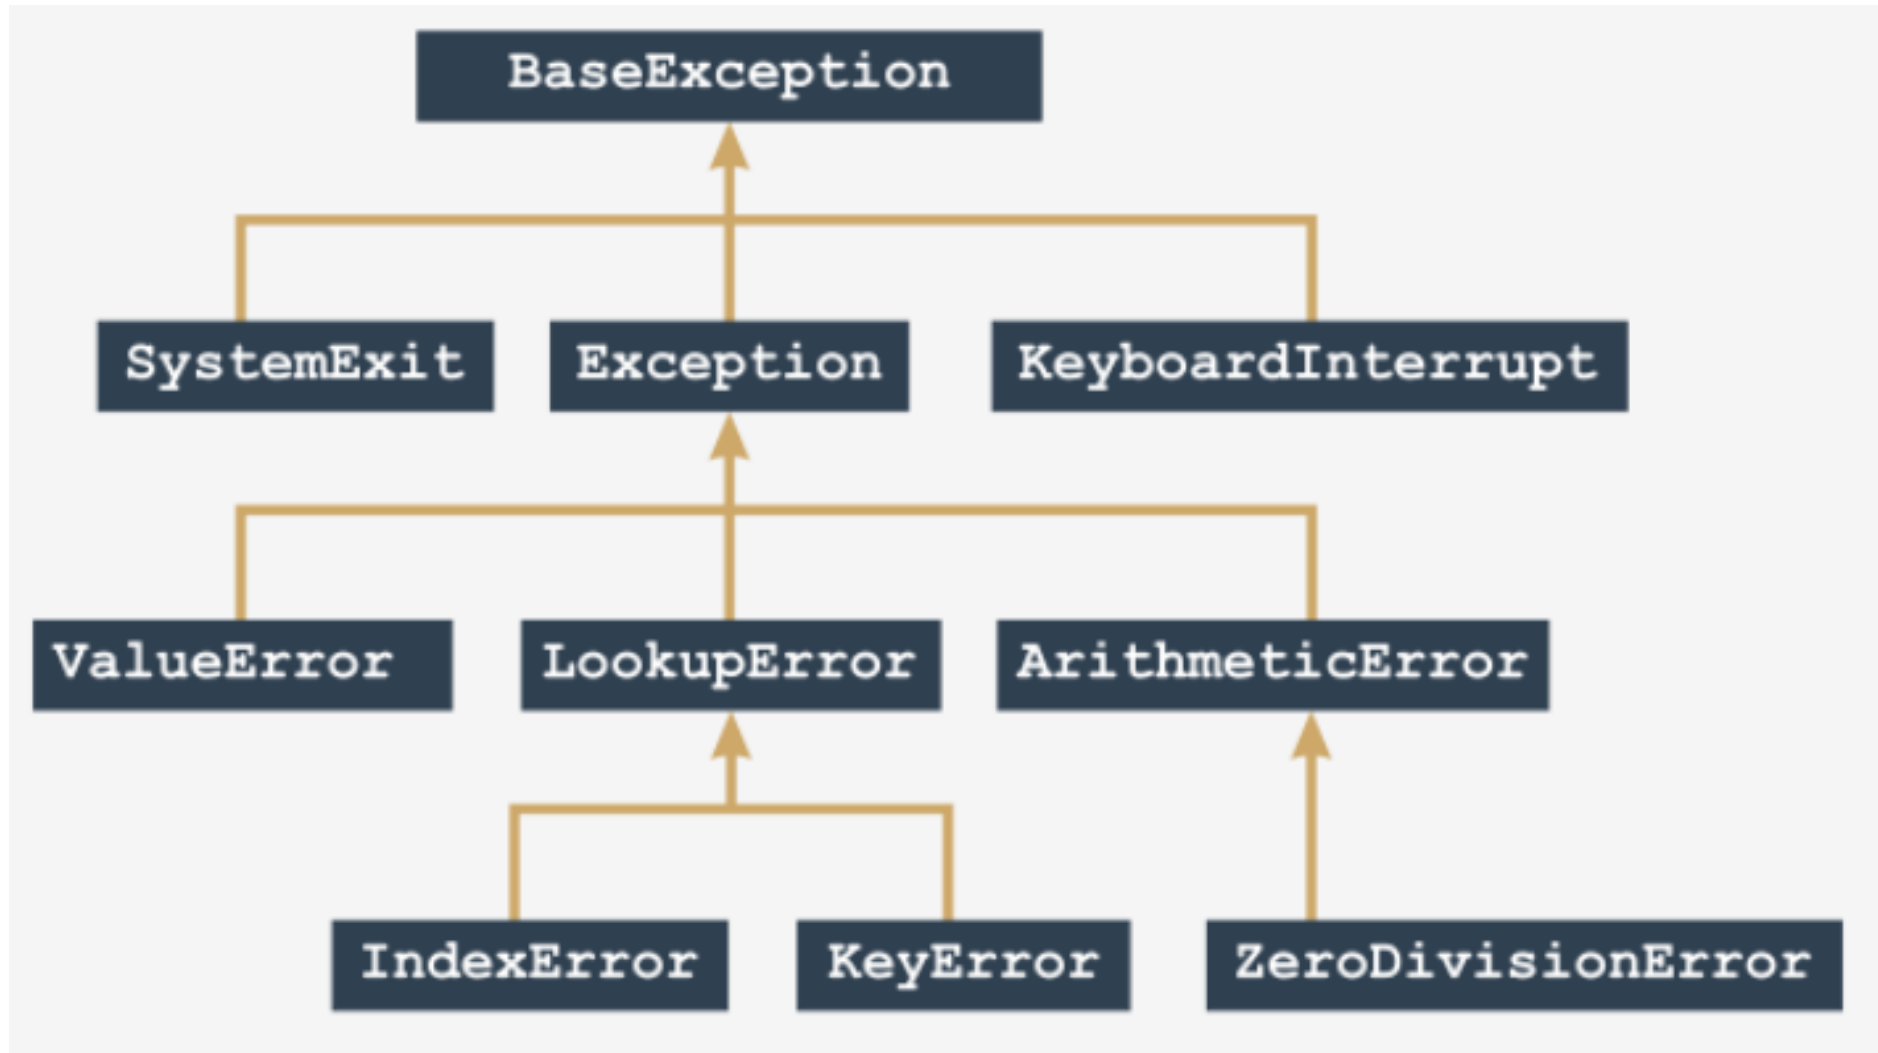 BaseException
SystemExit
Exception
KeyboardInterrupt
ValueError
LookupError
ArithmeticError
IndexError
KeyError
ZeroDivisionError